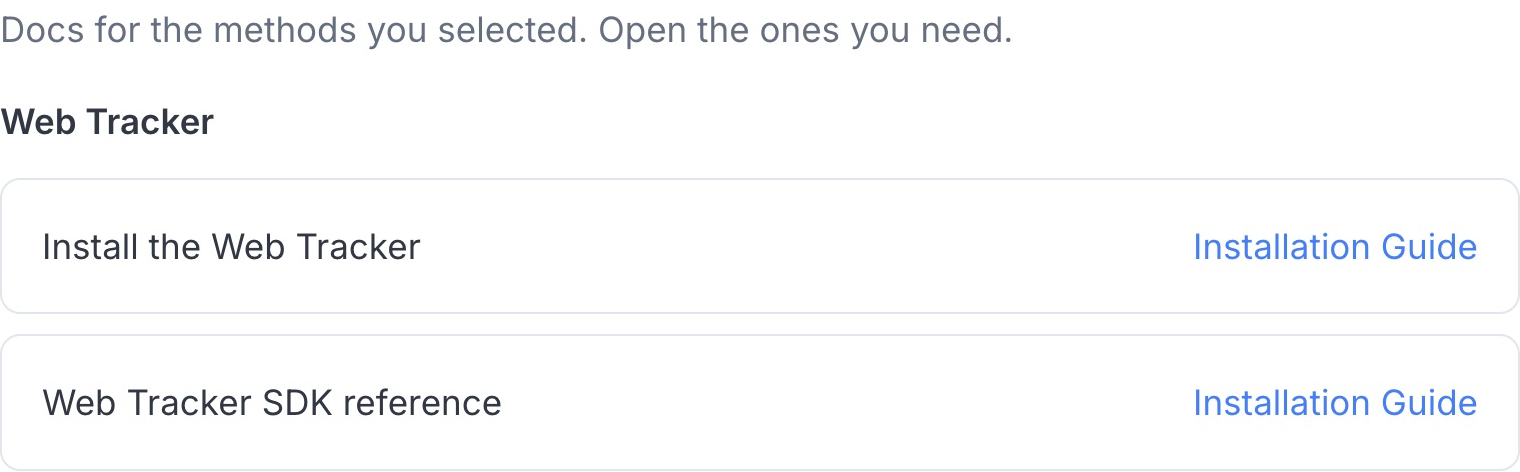 Docs for the methods you selected. Open the ones you need.
Web Tracker
Install the Web Tracker Installation Guide
Web Tracker SDK reference Installation Guide